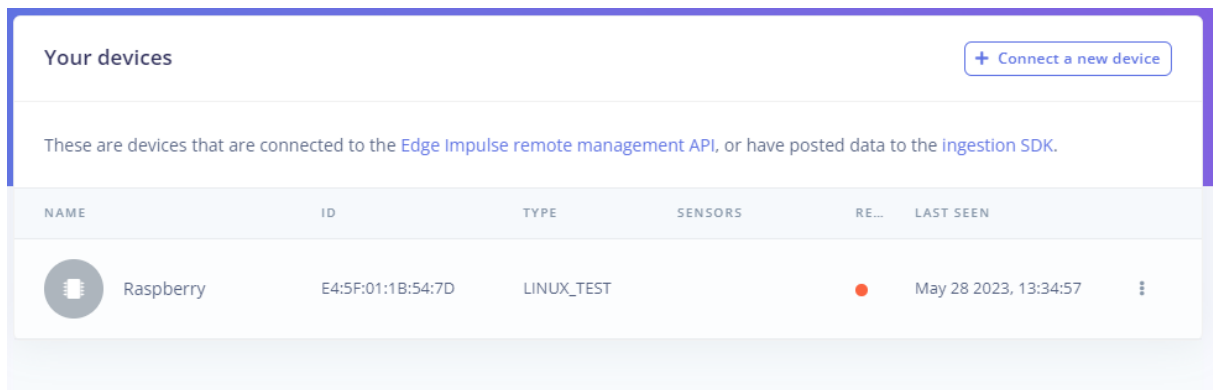 Your devices
+ Connect a new device
These are devices that are connected to the Edge Impulse remote management API, or have posted data to the ingestion SDK.
NAME ID TYPE SENSORS RE... LAST SEEN
Raspberry E4:5F:01:1B:54:7D LINUX_TEST May 28 2023, 13:34:57